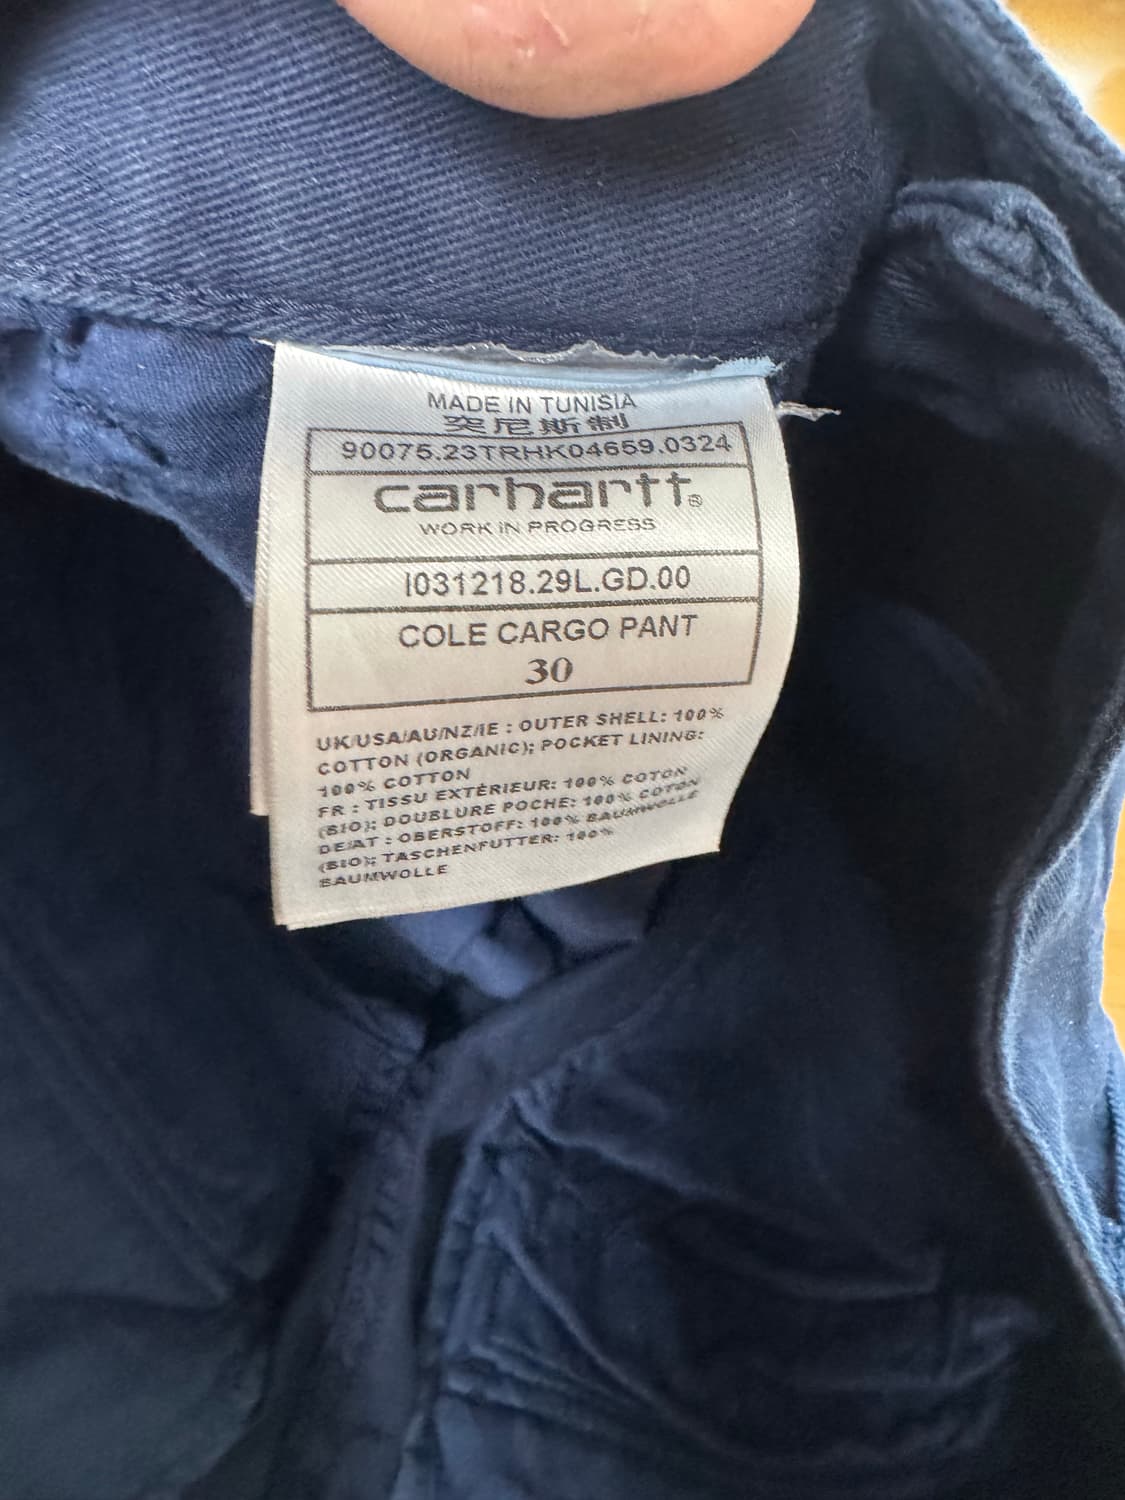 MADE IN TUNISIA
突尼斯制
90075.23TRHK04659.0324
carhartt®
WORK IN PROGRESS
I031218.29L.GD.00
COLE CARGO PANT
30
UK/USA/AU/NZ/IE : OUTER SHELL: 100%
COTTON (ORGANIC); POCKET LINING:
100% COTTON
FR : TISSU EXTÉRIEUR: 100% COTON
(BIO); DOUBLURE POCHE: 100% COTON
DE/AT : OBERSTOFF: 100% BAUMWOLLE
(BIO); TASCHENFUTTER: 100%
BAUMWOLLE